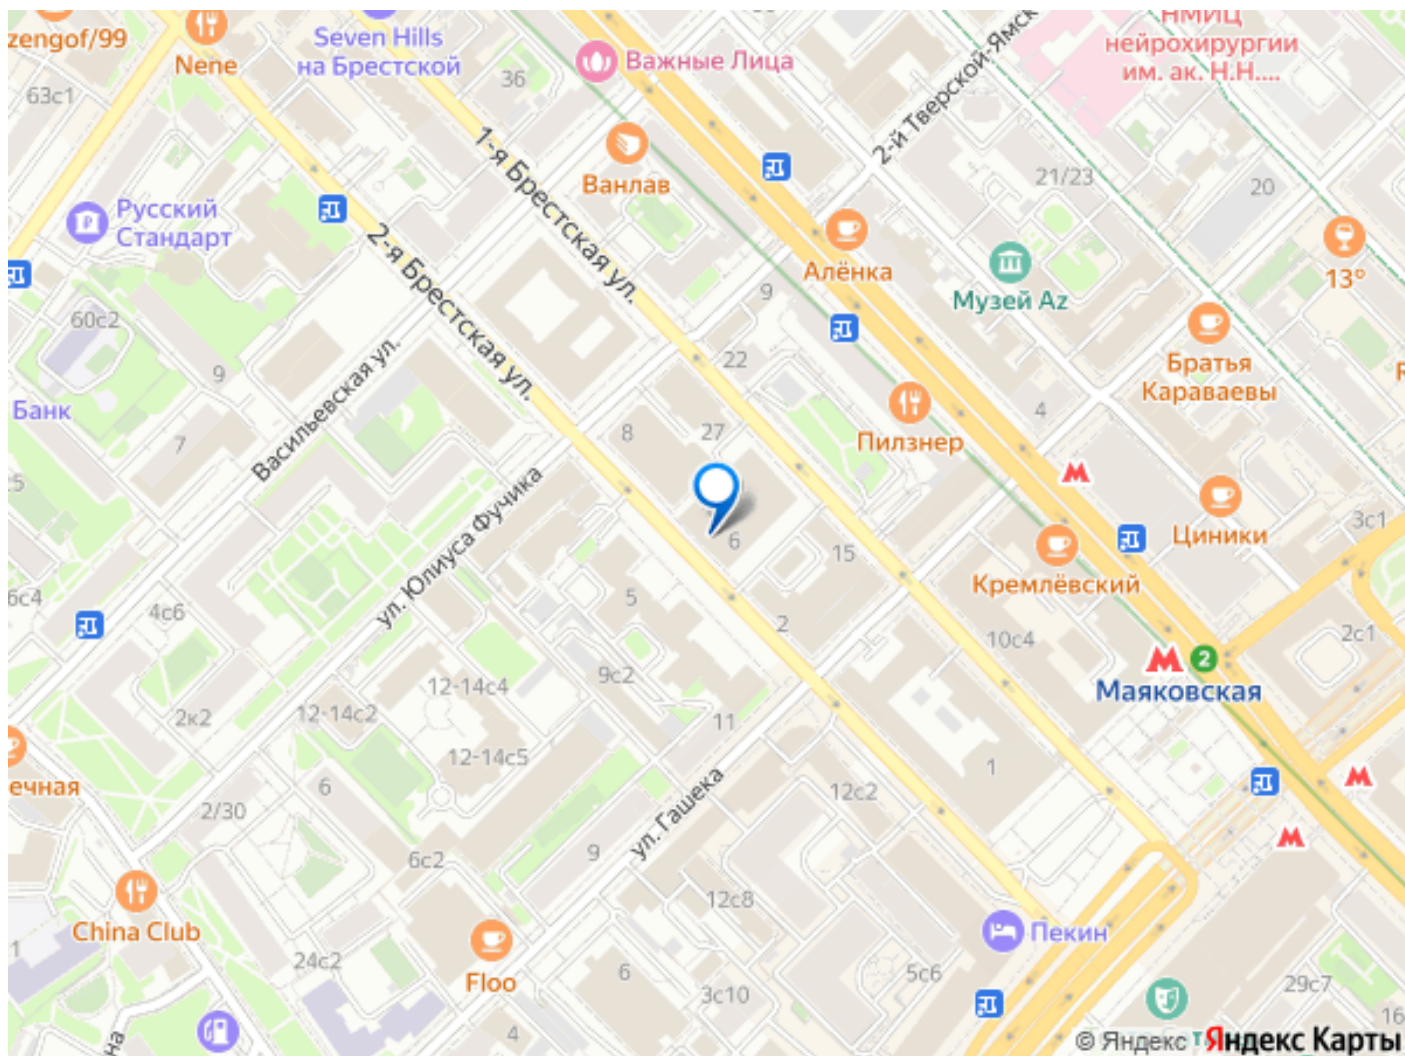 zengof/99
Nene
Seven Hills
на Брестской
Важные Лица
НМИЦ
нейрохирургии
им. ак. Н.Н....
36
63с1
2-й Тверской-Ямск
1-я Брестская ул.
Ванлав
21/23
20
Русский
Стандарт
2-я Брестская ул.
Алёнка
Музей Az
13°
9
60с2
Васильевская ул.
22
Братья
Караваевы
9
Банк
7
8
27
4
Пилзнер
5
ул. Юлиуса Фучика
6
15
Циники
3с1
Кремлёвский
6с4
4с6
5
2
10с4
2с1
2
Маяковская
9с2
12-14с4
12-14с2
2к2
11
12-14с5
1
ечная
6
2/30
ул. Гашека
12с2
6с2
9
12с8
China Club
Пекин
1
24с2
Floo
6
3с10
5с6
29с7
4
16
на
© Яндекс
Яндекс Карты